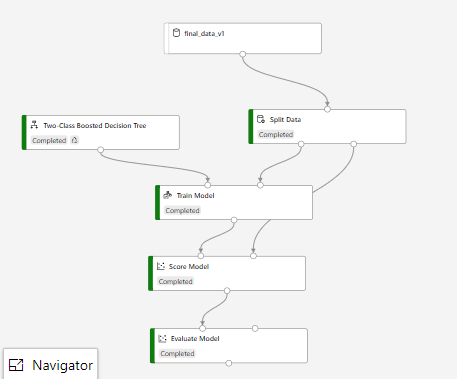 final_data_v1
Split Data
Completed
Two-Class Boosted Decision Tree
Completed
Train Model
Completed
Score Model
Completed
Evaluate Model
Completed
Navigator